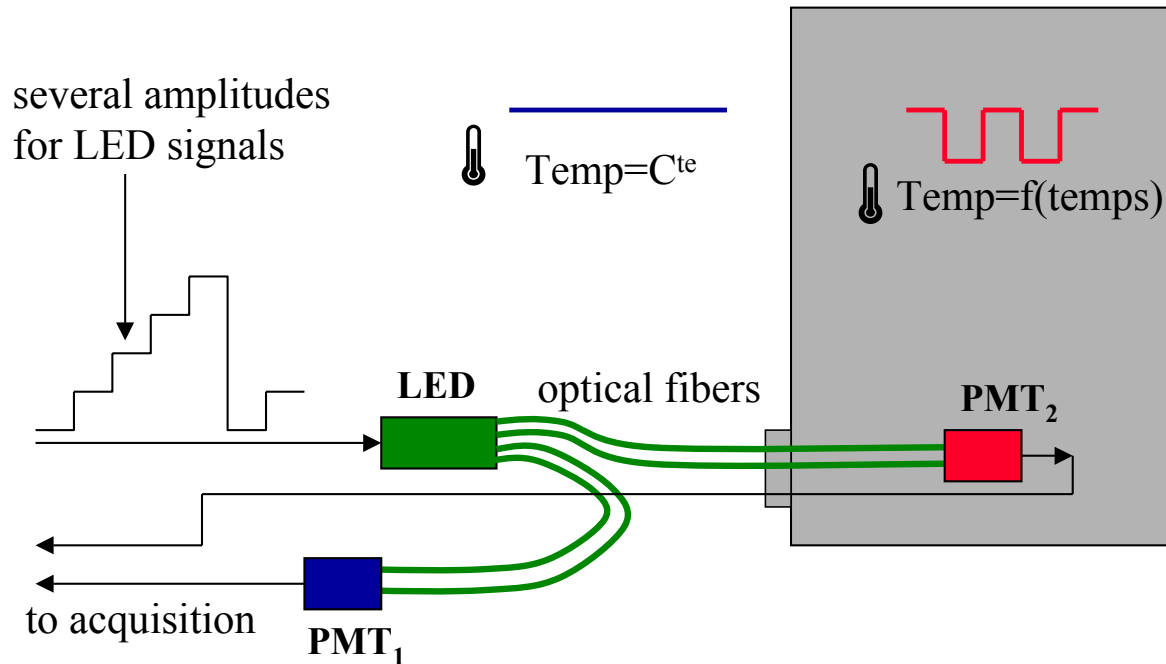 several amplitudes
for LED signals
Temp=Cᵗᵉ
Temp=f(temps)
LED
optical fibers
PMT₂
to acquisition
PMT₁